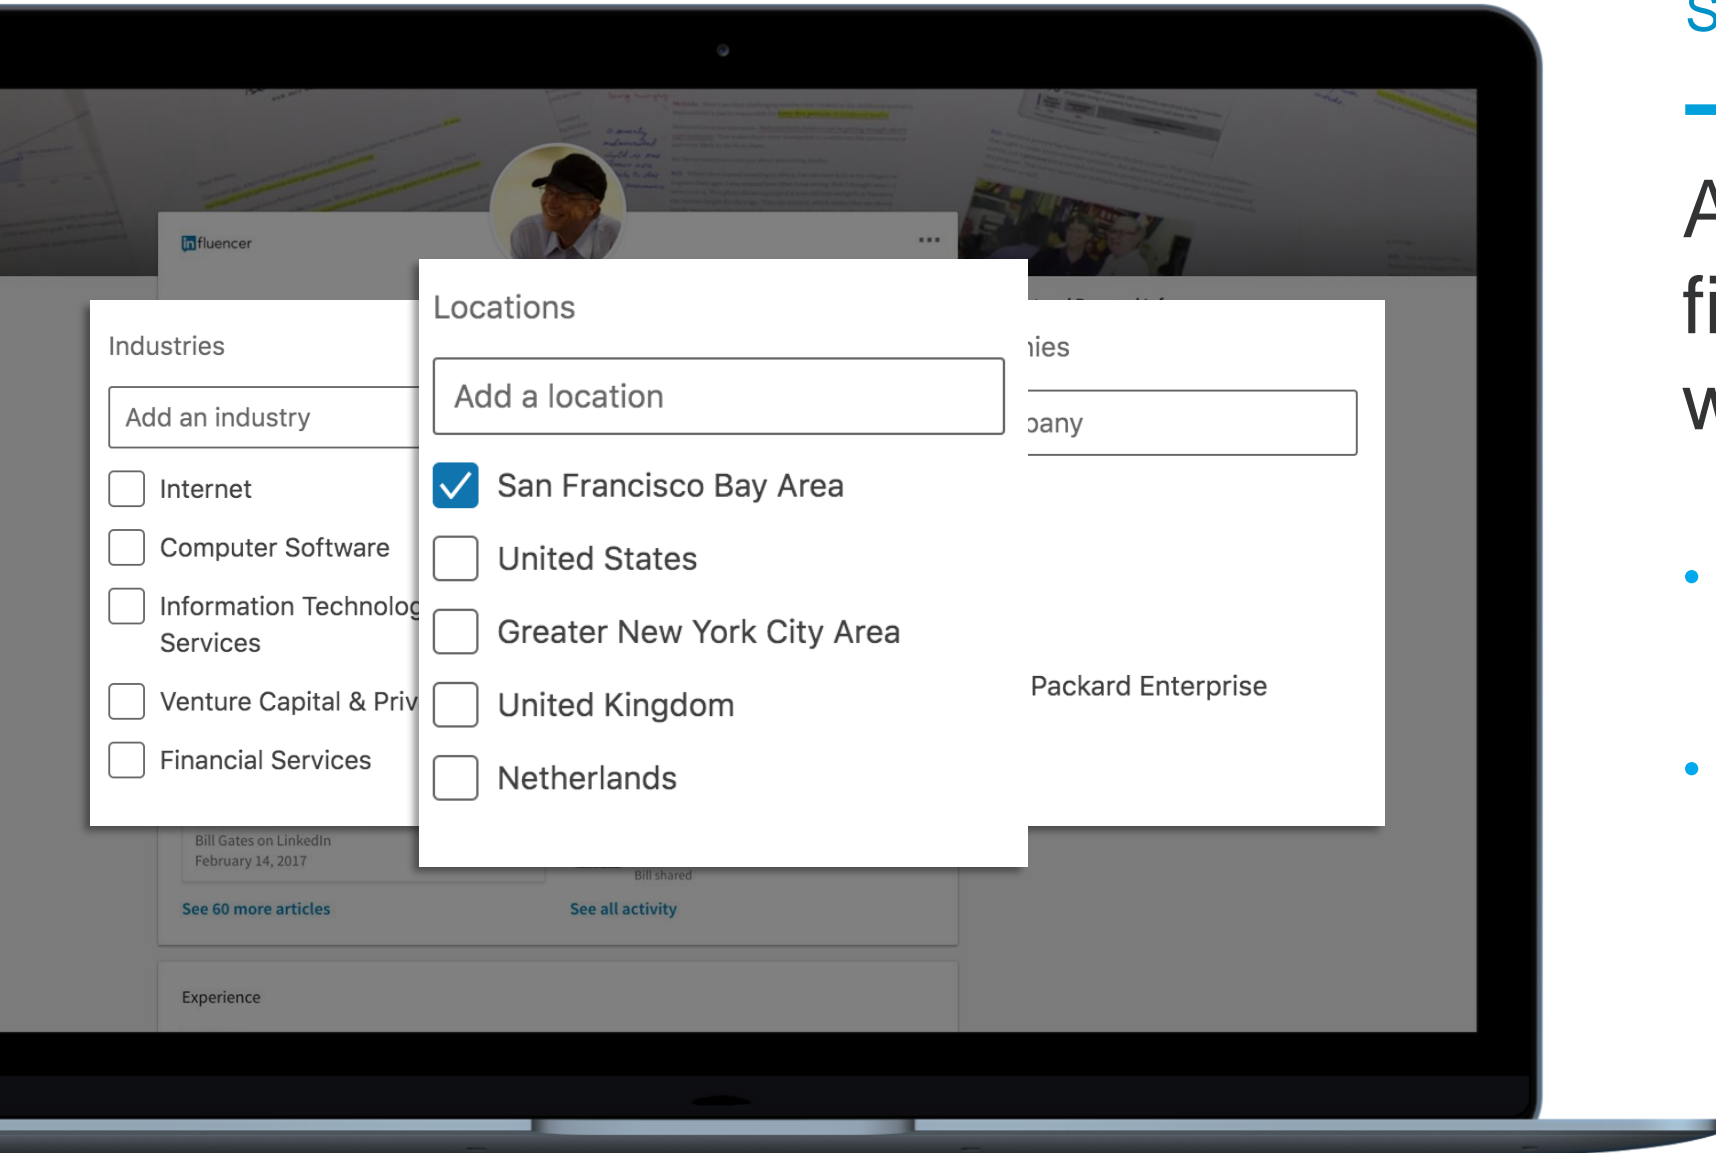 influencer
Locations
Add a location
San Francisco Bay Area
United States
Greater New York City Area
United Kingdom
Netherlands
Industries
Add an industry
Internet
Computer Software
Information Technolog
Services
Venture Capital & Priv
Financial Services
nies
pany
Packard Enterprise
Bill Gates on LinkedIn
February 14, 2017
Bill shared
See 60 more articles
See all activity
Experience
S
A
fi
w